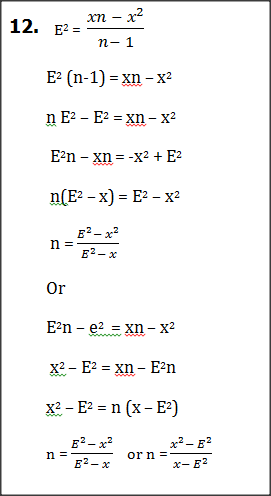 12. E² = (xn − x²)/(n− 1)
E² (n-1) = xn – x²
n E² – E² = xn – x²
E²n – xn = -x² + E²
n(E² – x) = E² – x²
n = (E² − x²)/(E² − x)
Or
E²n – e² = xn – x²
x² – E² = xn – E²n
x² – E² = n (x – E²)
n = (E² − x²)/(E² − x) or n = (x² − E²)/(x− E²)